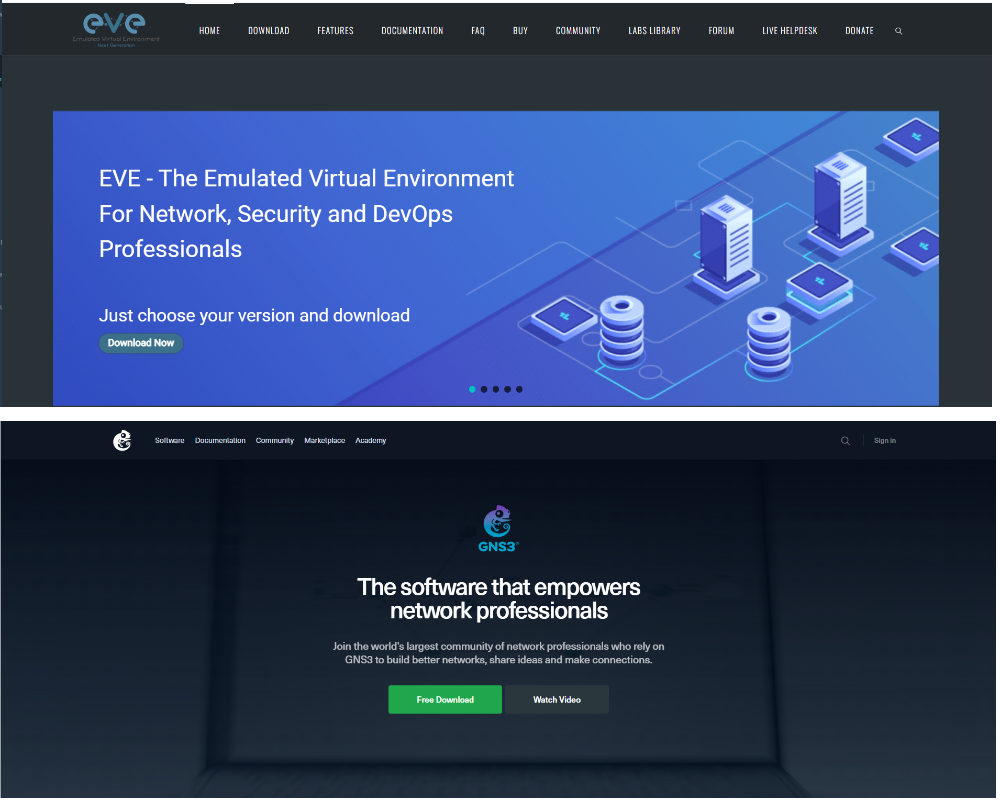 eve
Emulated Virtual Environment
Next Generation
HOME DOWNLOAD FEATURES DOCUMENTATION FAQ BUY COMMUNITY LABS LIBRARY FORUM LIVE HELPDESK DONATE
EVE - The Emulated Virtual Environment
For Network, Security and DevOps
Professionals
Just choose your version and download
Download Now
Software Documentation Community Marketplace Academy Sign in
GNS3®
The software that empowers
network professionals
Join the world's largest community of network professionals who rely on
GNS3 to build better networks, share ideas and make connections.
Free Download Watch Video